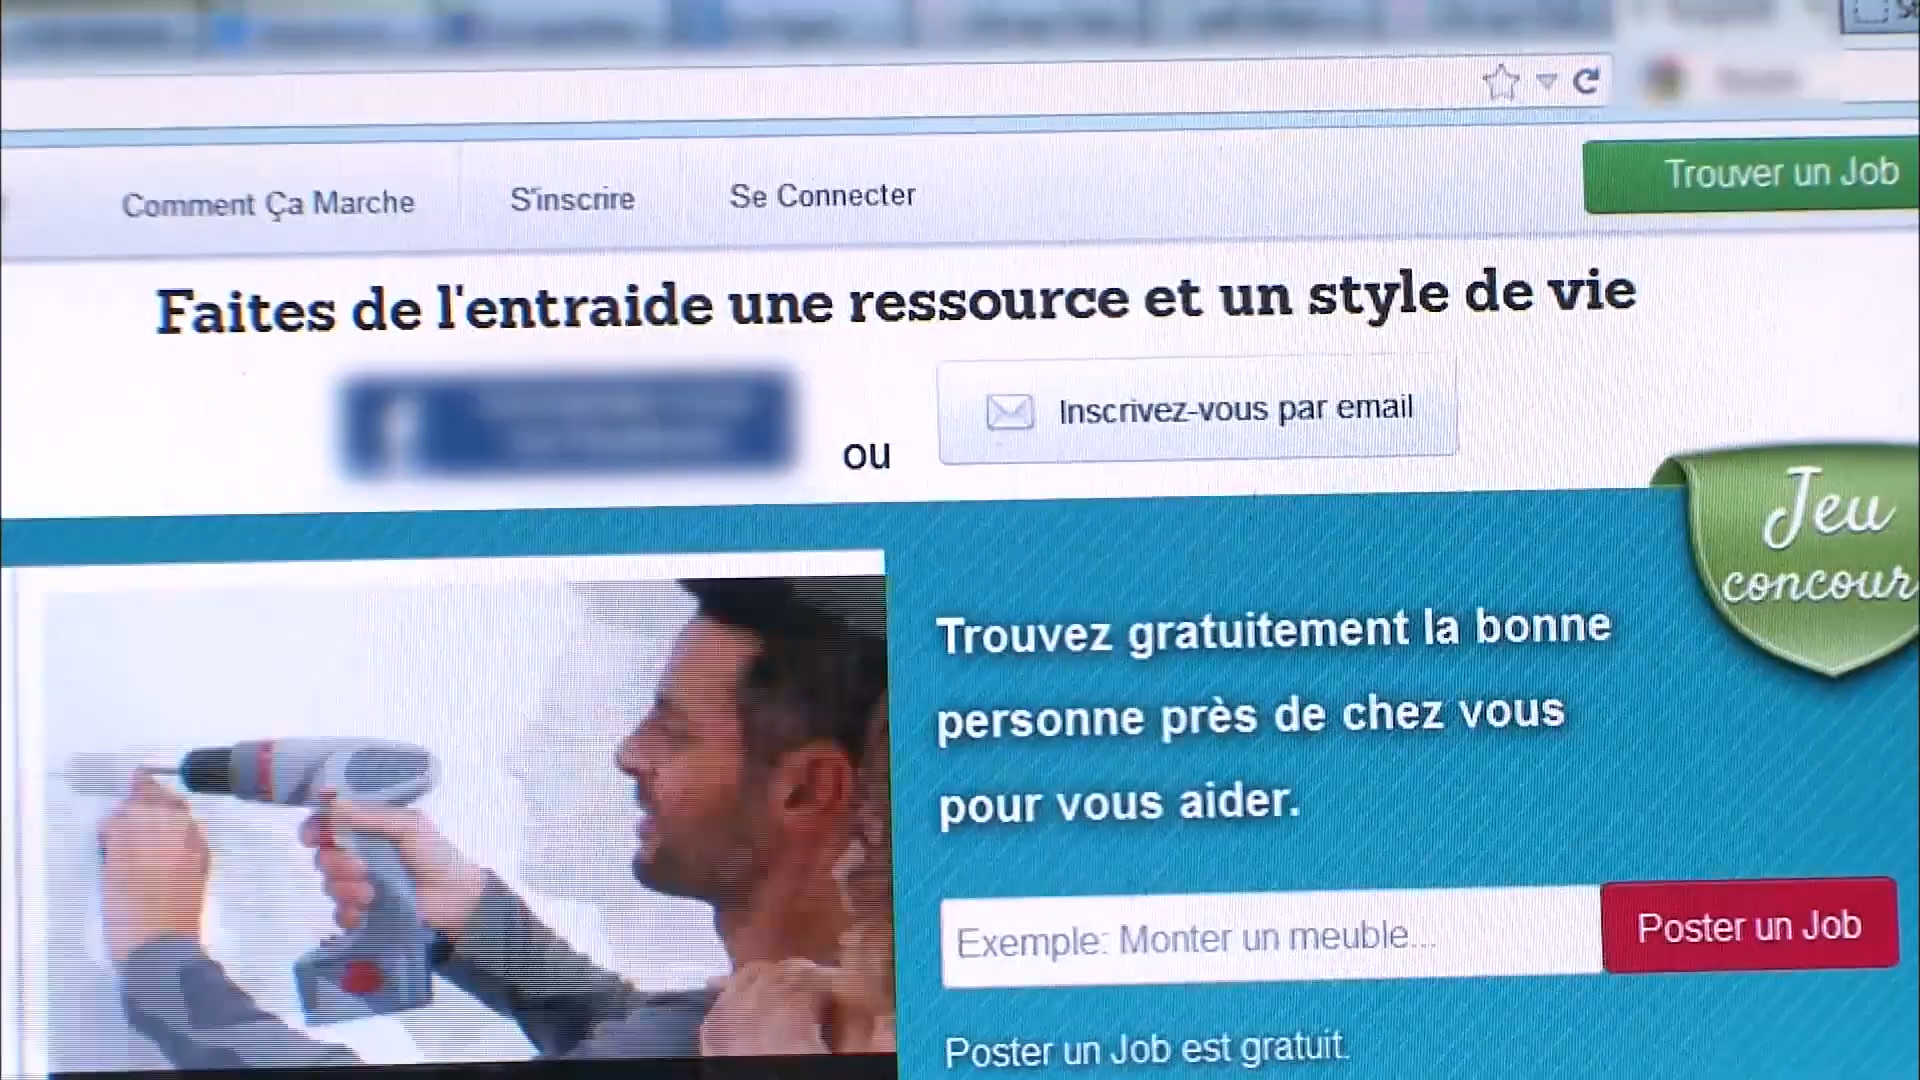 Comment Ça Marche
S'inscrire
Se Connecter
Trouver un Job
Faites de l'entraide une ressource et un style de vie
ou
Inscrivez-vous par email
Jeu
concour
Trouvez gratuitement la bonne
personne près de chez vous
pour vous aider.
Exemple: Monter un meuble...
Poster un Job
Poster un Job est gratuit.